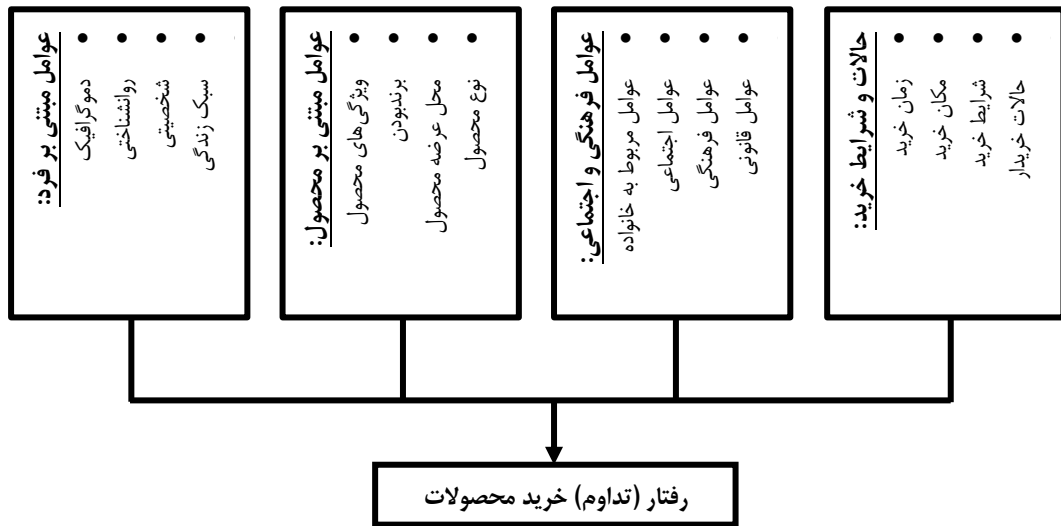 عوامل مبتنی بر فرد:
• دموگرافیک
• روانشناختی
• شخصیتی
• سبک زندگی
عوامل مبتنی بر محصول:
• ویژگی‌های محصول
• برندبودن
• محل عرضه محصول
• نوع محصول
عوامل فرهنگی و اجتماعی:
• عوامل مربوط به خانواده
• عوامل اجتماعی
• عوامل فرهنگی
• عوامل قانونی
حالات و شرایط خرید:
• زمان خرید
• مکان خرید
• شرایط خرید
• حالات خریدار
رفتار (تداوم) خرید محصولات